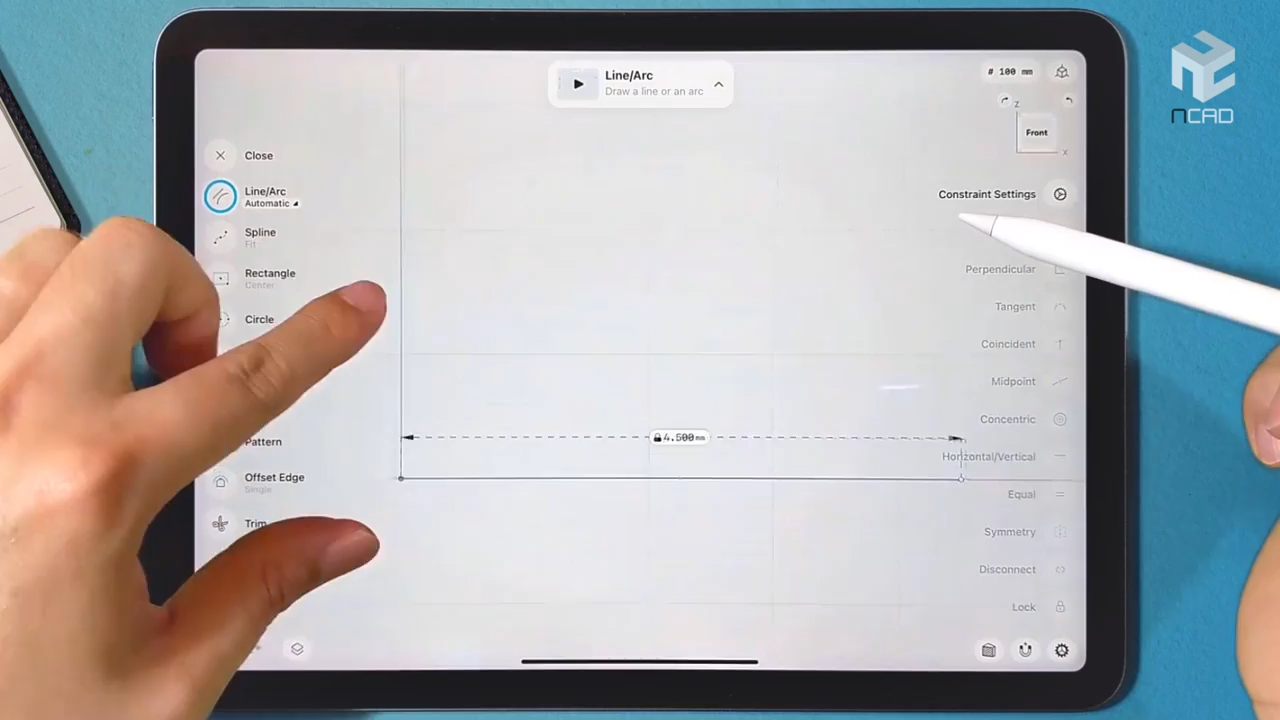 Line/Arc
Draw a line or an arc
# 100 mm
Z
Front
X
NCAD
Close
Line/Arc
Automatic
Spline
Fit
Rectangle
Center
Circle
Pattern
Offset Edge
Single
Trim
Constraint Settings
Perpendicular
Tangent
Coincident
Midpoint
Concentric
Horizontal/Vertical
Equal
Symmetry
Disconnect
Lock
4.500 mm